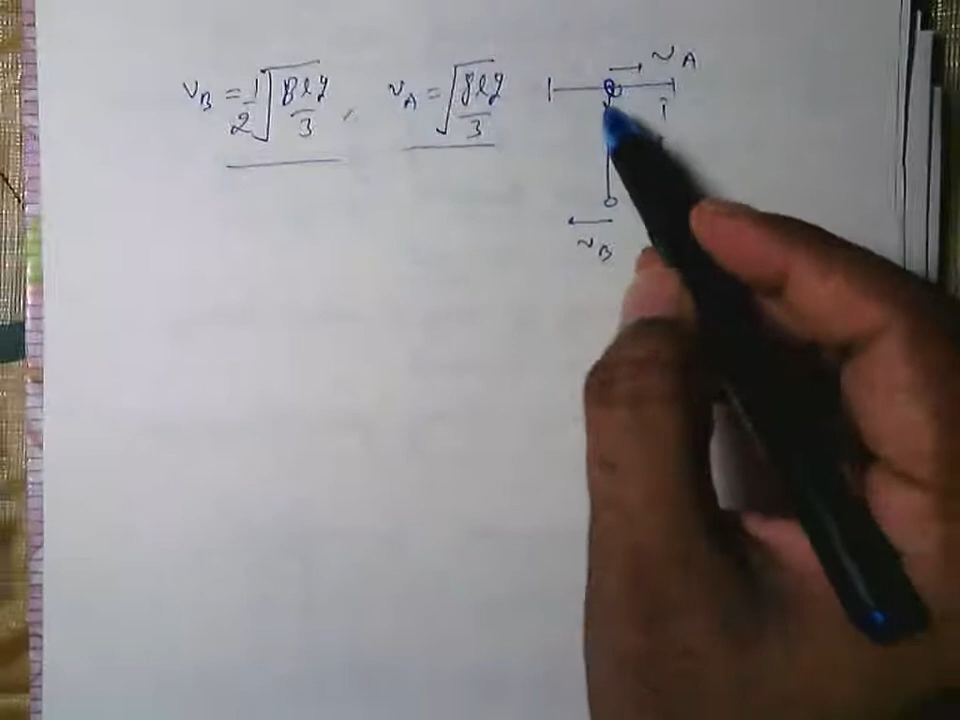 v_B = 1/2 √(8lg/3) , v_A = √(8lg/3)
v_A
v_B